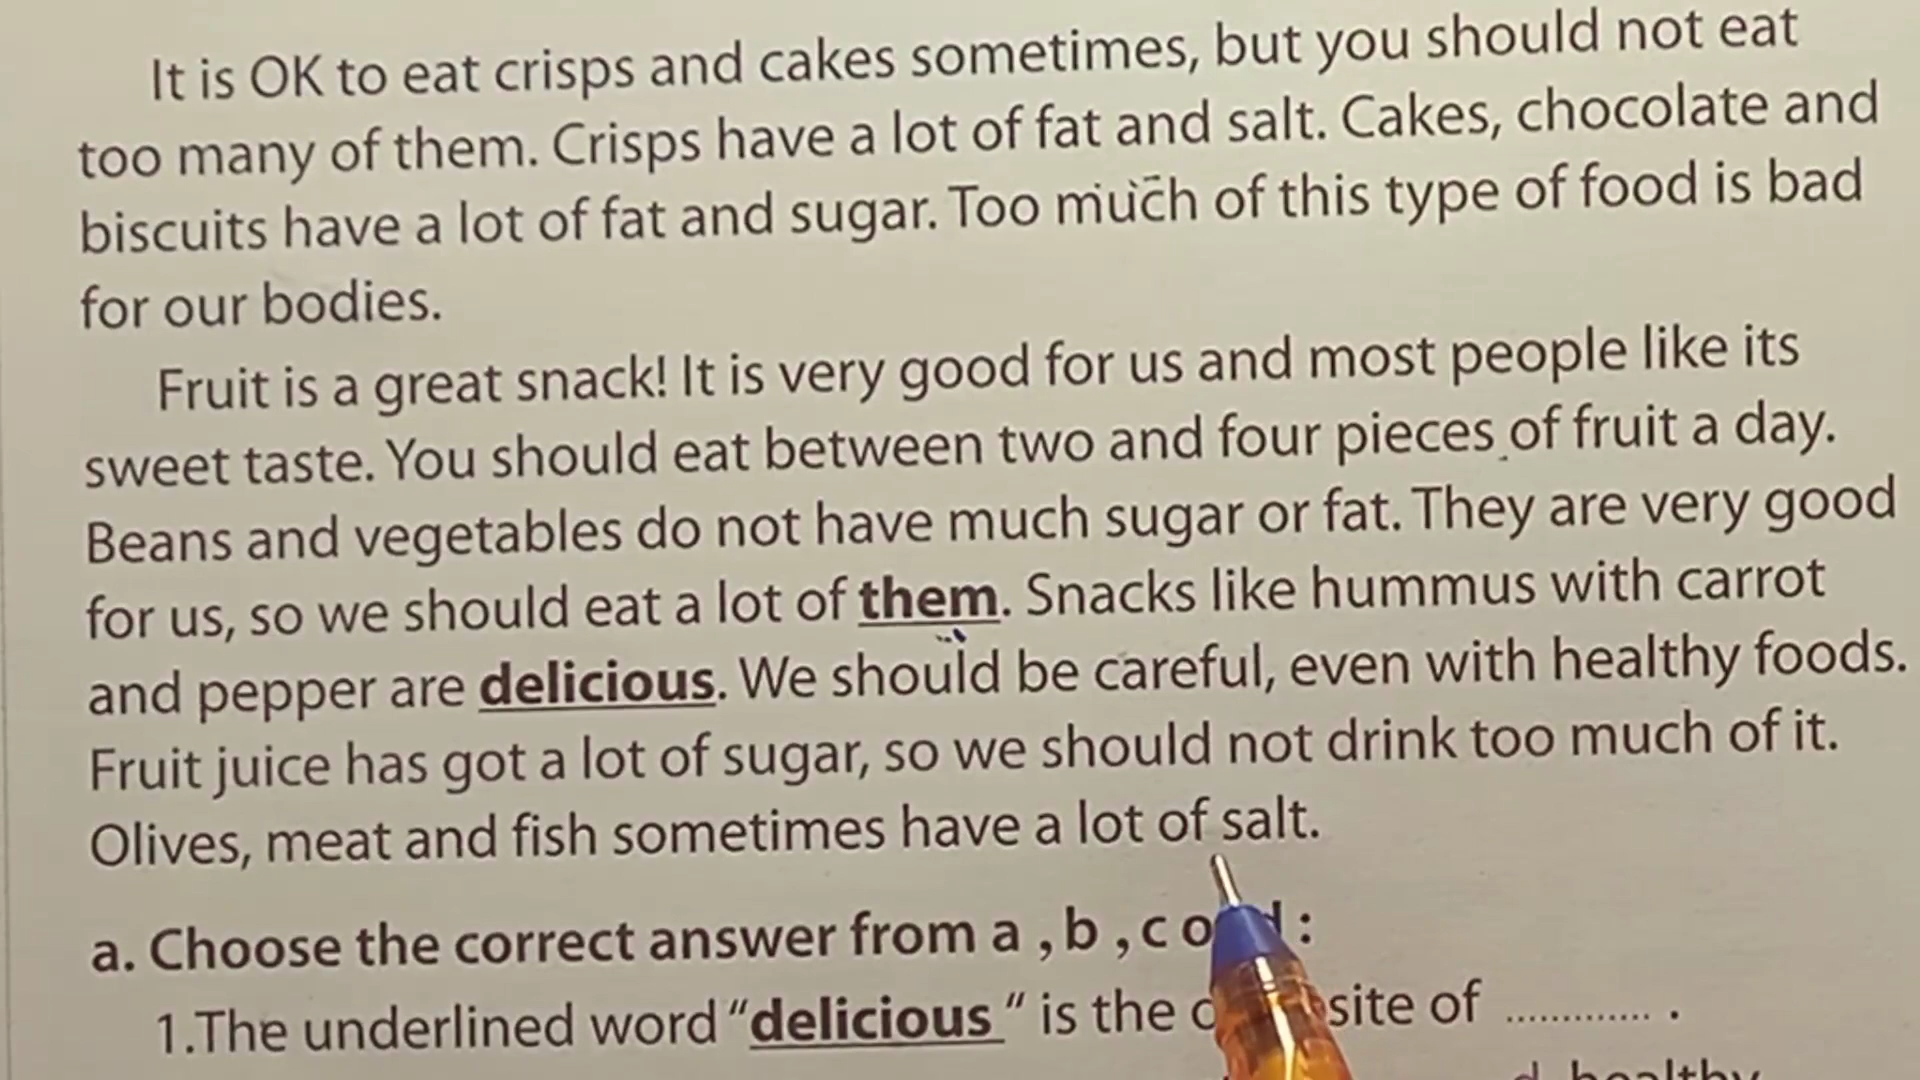 It is OK to eat crisps and cakes sometimes, but you should not eat
too many of them. Crisps have a lot of fat and salt. Cakes, chocolate and
biscuits have a lot of fat and sugar. Too much of this type of food is bad
for our bodies.
Fruit is a great snack! It is very good for us and most people like its
sweet taste. You should eat between two and four pieces of fruit a day.
Beans and vegetables do not have much sugar or fat. They are very good
for us, so we should eat a lot of them. Snacks like hummus with carrot
and pepper are delicious. We should be careful, even with healthy foods.
Fruit juice has got a lot of sugar, so we should not drink too much of it.
Olives, meat and fish sometimes have a lot of salt.
a. Choose the correct answer from a , b , c :
1.The underlined word “delicious ” is the of ............. .
d. healthy